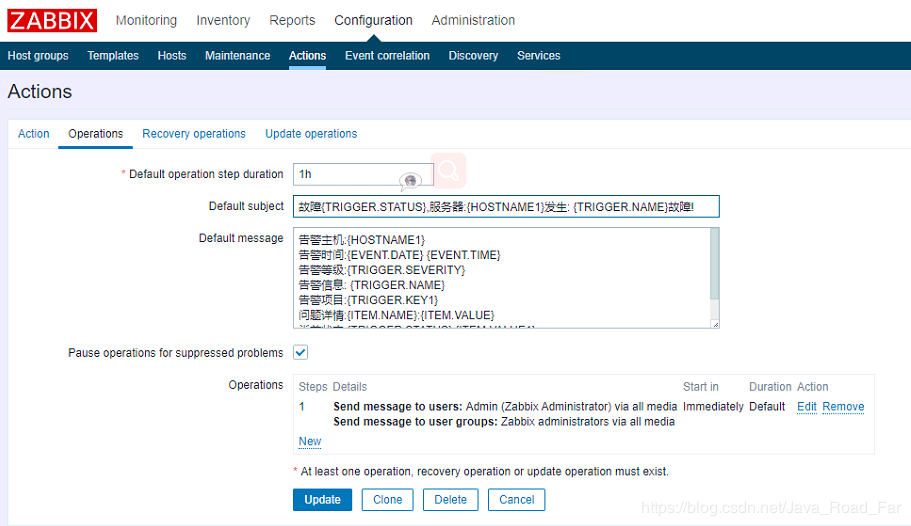 ZABBIX Monitoring Inventory Reports Configuration Administration
Host groups Templates Hosts Maintenance Actions Event correlation Discovery Services
Actions
Action Operations Recovery operations Update operations
* Default operation step duration 1h
Default subject 故障{TRIGGER.STATUS},服务器:{HOSTNAME1}发生: {TRIGGER.NAME}故障!
Default message 告警主机:{HOSTNAME1}
告警时间:{EVENT.DATE} {EVENT.TIME}
告警等级:{TRIGGER.SEVERITY}
告警信息: {TRIGGER.NAME}
告警项目:{TRIGGER.KEY1}
问题详情:{ITEM.NAME}:{ITEM.VALUE}
Pause operations for suppressed problems
Operations Steps Details Start in Duration Action
1 Send message to users: Admin (Zabbix Administrator) via all media Immediately Default Edit Remove
Send message to user groups: Zabbix administrators via all media
New
* At least one operation, recovery operation or update operation must exist.
Update Clone Delete Cancel
https://blog.csdn.net/Java_Road_Far